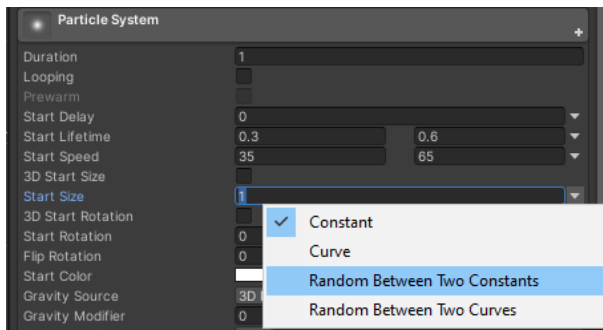 Particle System
Duration 1
Looping
Prewarm
Start Delay 0
Start Lifetime 0.3 0.6
Start Speed 35 65
3D Start Size
Start Size 1
3D Start Rotation
Constant
Start Rotation 0
Curve
Flip Rotation 0
Start Color
Random Between Two Constants
Gravity Source 3D
Random Between Two Curves
Gravity Modifier 0